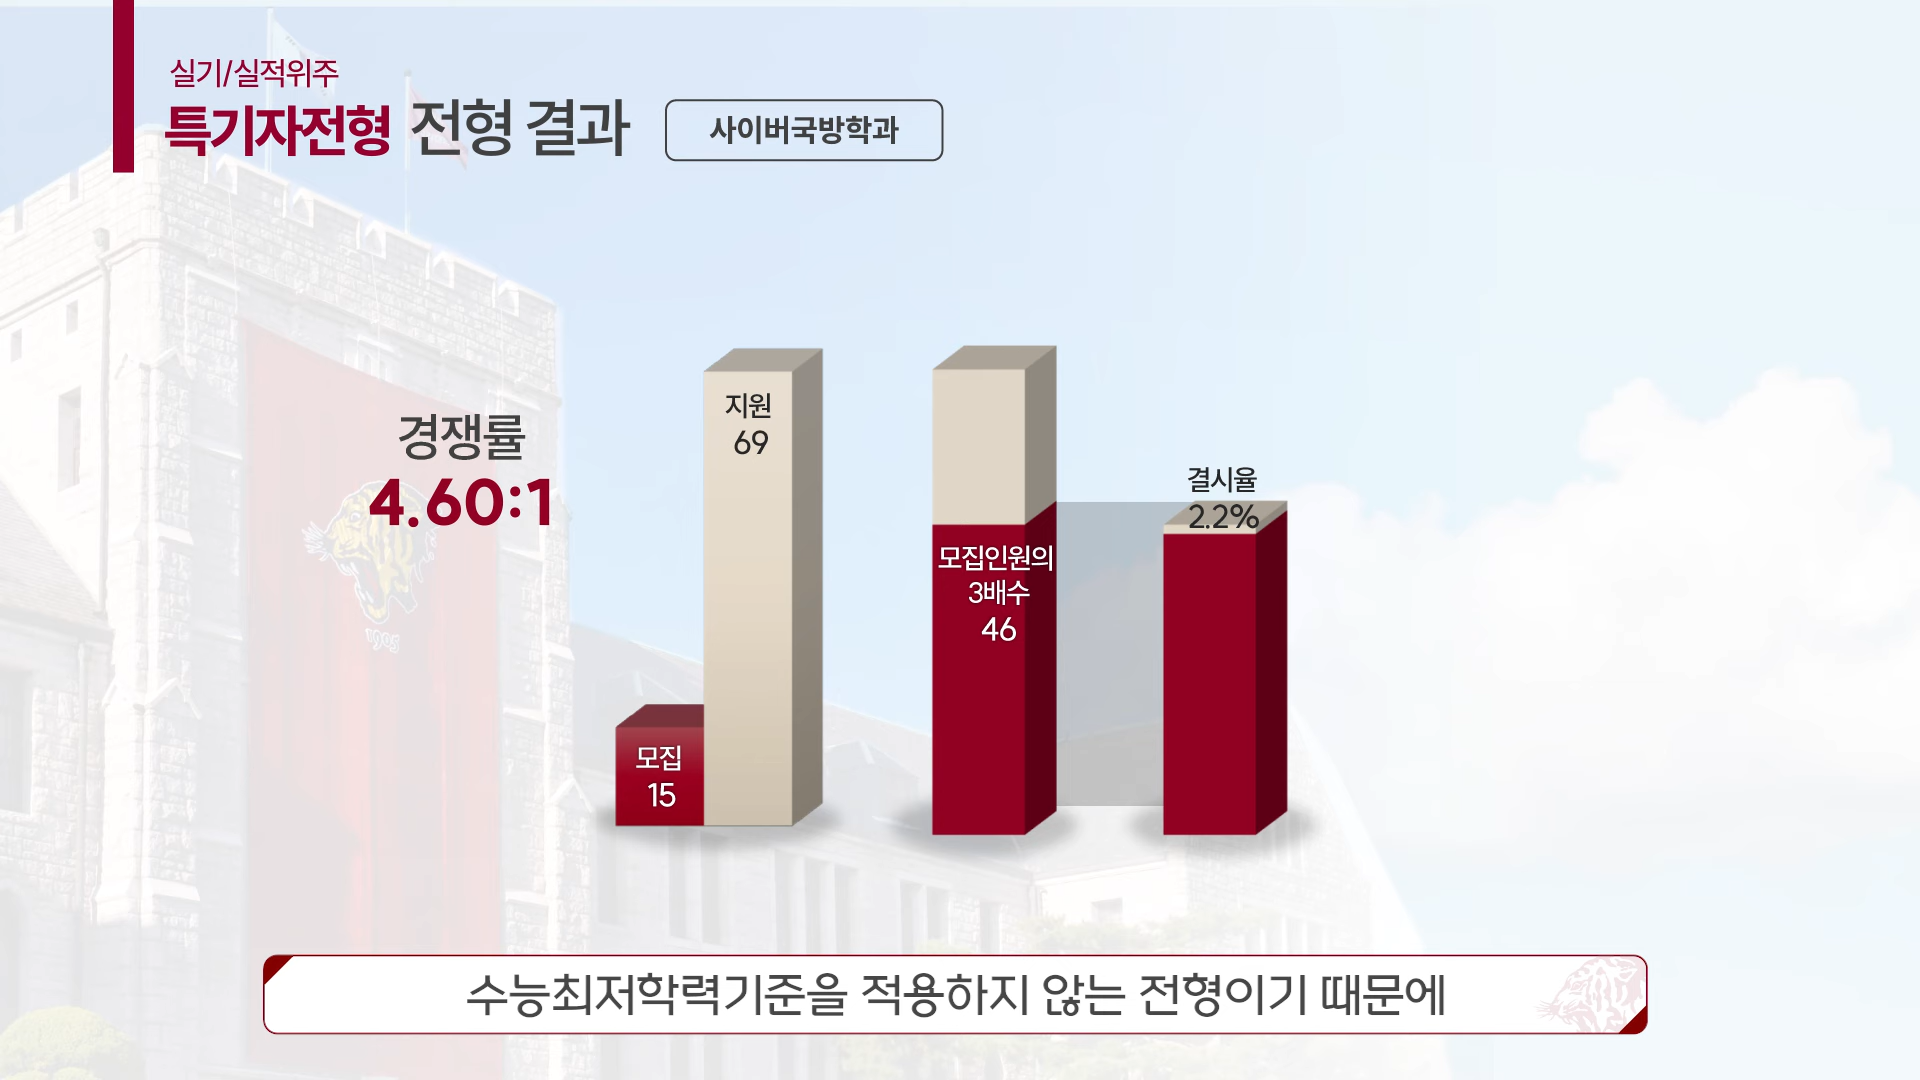 실기/실적위주
특기자전형 전형 결과
사이버국방학과
경쟁률
4.60:1
지원
69
모집
15
모집인원의
3배수
46
결시율
2.2%
1905
수능최저학력기준을 적용하지 않는 전형이기 때문에